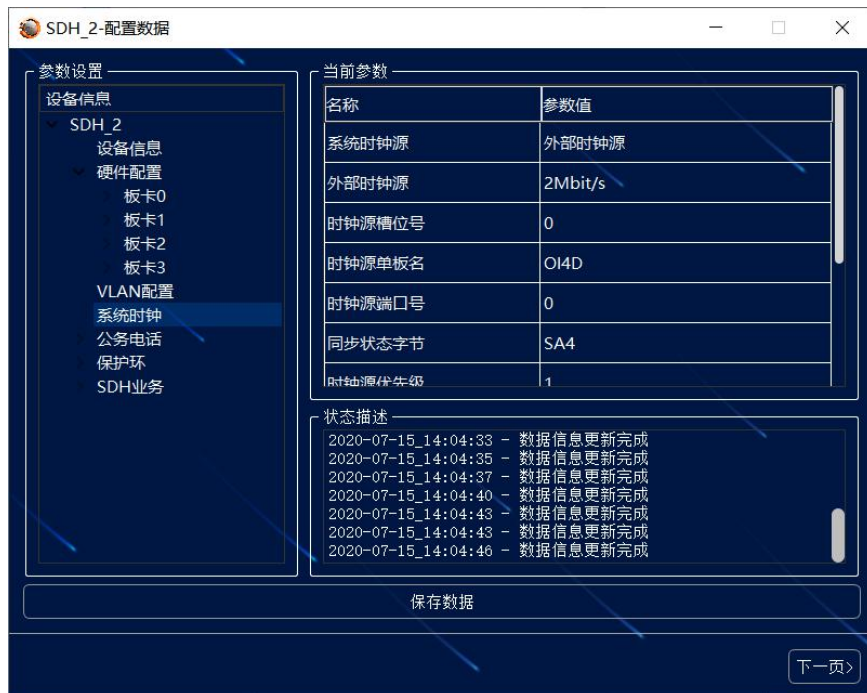 SDH_2-配置数据
参数设置
设备信息
SDH_2
设备信息
硬件配置
板卡0
板卡1
板卡2
板卡3
VLAN配置
系统时钟
公务电话
保护环
SDH业务
当前参数
名称 参数值
系统时钟源 外部时钟源
外部时钟源 2Mbit/s
时钟源槽位号 0
时钟源单板名 OI4D
时钟源端口号 0
同步状态字节 SA4
时钟源优先级 1
状态描述
2020-07-15_14:04:33 - 数据信息更新完成
2020-07-15_14:04:35 - 数据信息更新完成
2020-07-15_14:04:37 - 数据信息更新完成
2020-07-15_14:04:40 - 数据信息更新完成
2020-07-15_14:04:43 - 数据信息更新完成
2020-07-15_14:04:43 - 数据信息更新完成
2020-07-15_14:04:46 - 数据信息更新完成
保存数据
下一页>